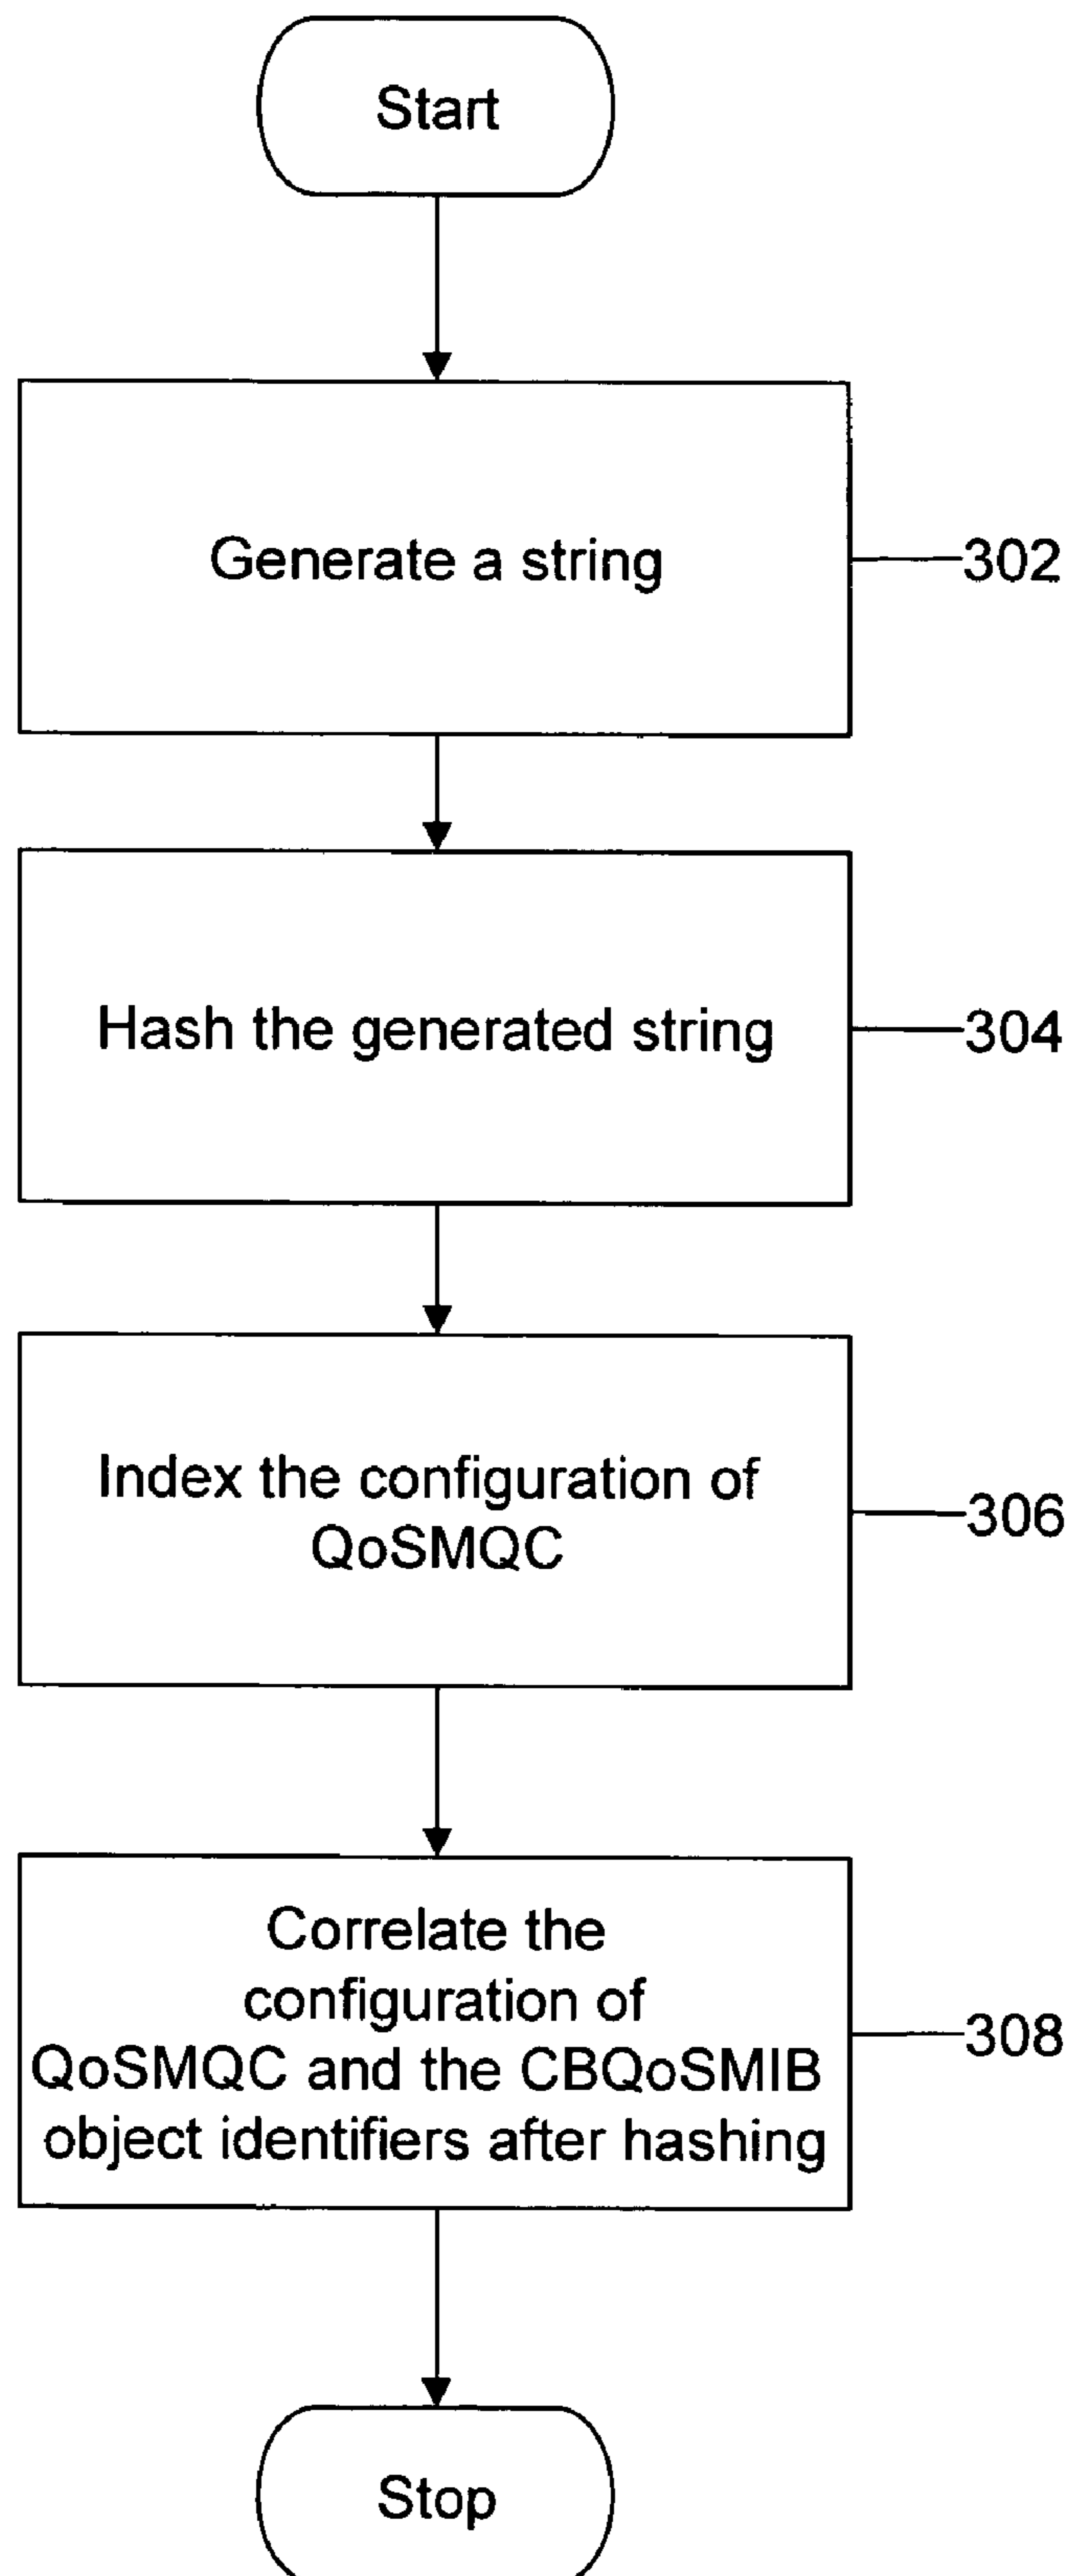 Start
Generate a string
302
Hash the generated string
304
Index the configuration of
QoSMQC
306
Correlate the
configuration of
QoSMQC and the CBQoSMIB
object identifiers after hashing
308
Stop